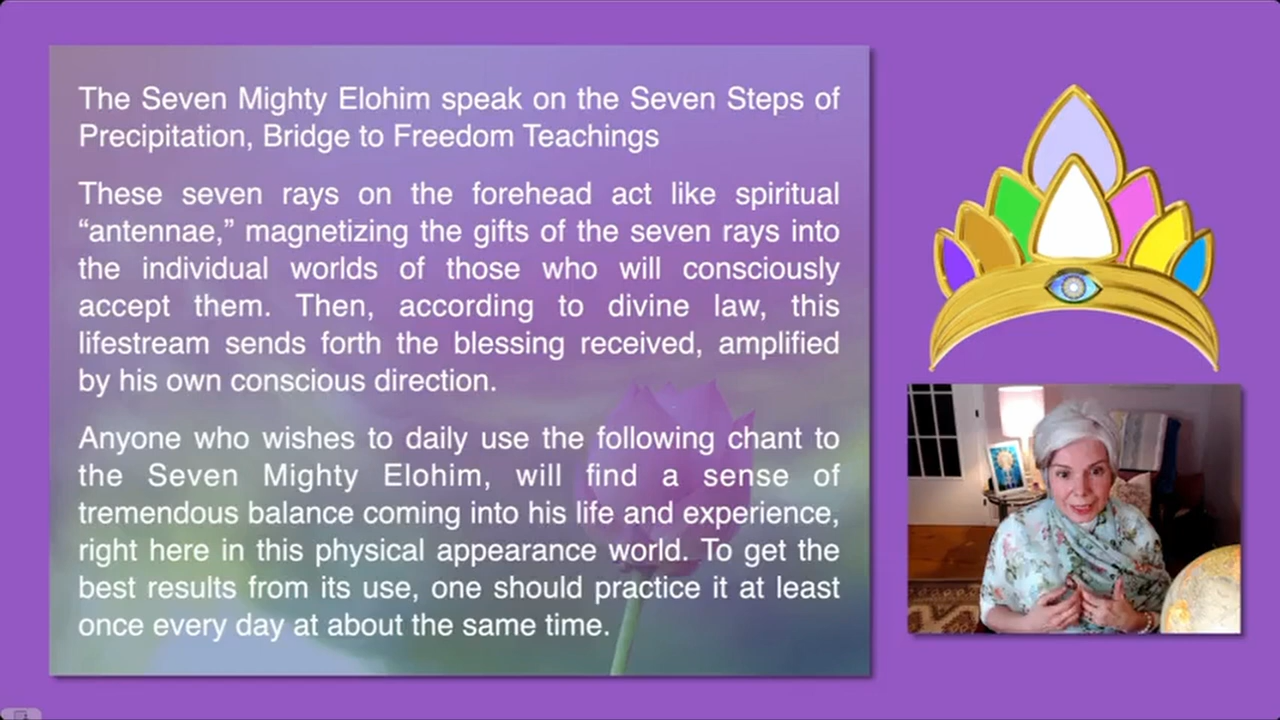 The Seven Mighty Elohim speak on the Seven Steps of
Precipitation, Bridge to Freedom Teachings
These seven rays on the forehead act like spiritual
“antennae,” magnetizing the gifts of the seven rays into
the individual worlds of those who will consciously
accept them. Then, according to divine law, this
lifestream sends forth the blessing received, amplified
by his own conscious direction.
Anyone who wishes to daily use the following chant to
the Seven Mighty Elohim, will find a sense of
tremendous balance coming into his life and experience,
right here in this physical appearance world. To get the
best results from its use, one should practice it at least
once every day at about the same time.